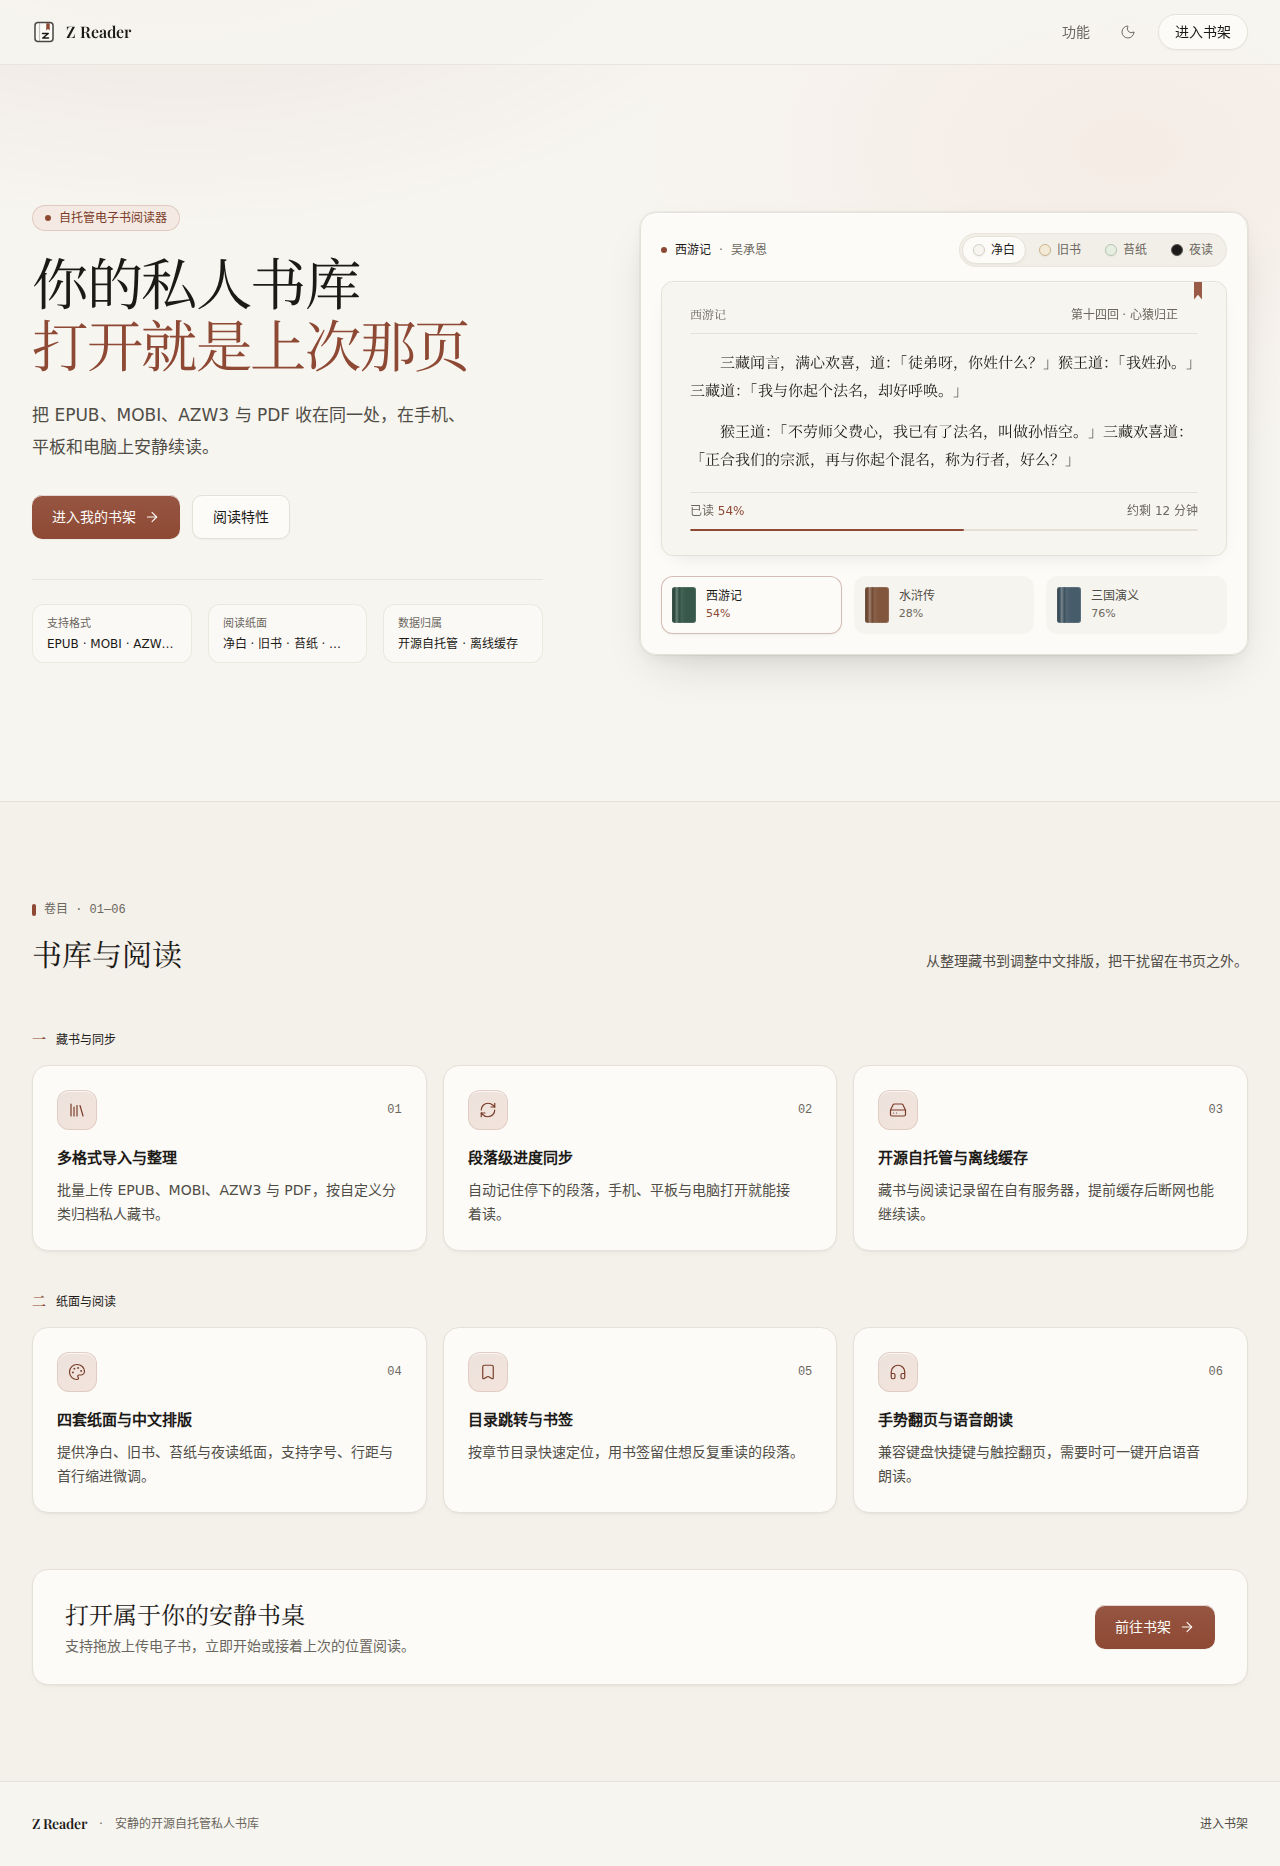 Z Reader
功能
进入书架
自托管电子书阅读器
你的私人书库
打开就是上次那页
把 EPUB、MOBI、AZW3 与 PDF 收在同一处，在手机、
平板和电脑上安静续读。
进入我的书架
阅读特性
支持格式
EPUB · MOBI · AZW…
阅读纸面
净白 · 旧书 · 苔纸 · …
数据归属
开源自托管 · 离线缓存
西游记 · 吴承恩
净白
旧书
苔纸
夜读
西游记
第十四回 · 心猿归正
三藏闻言，满心欢喜，道：「徒弟呀，你姓什么？」猴王道：「我姓孙。」
三藏道：「我与你起个法名，却好呼唤。」
猴王道：「不劳师父费心，我已有了法名，叫做孙悟空。」三藏欢喜道：
「正合我们的宗派，再与你起个混名，称为行者，好么？」
已读 54%
约剩 12 分钟
西游记
54%
水浒传
28%
三国演义
76%
卷目 · 01—06
书库与阅读
从整理藏书到调整中文排版，把干扰留在书页之外。
一 藏书与同步
01
多格式导入与整理
批量上传 EPUB、MOBI、AZW3 与 PDF，按自定义分
类归档私人藏书。
02
段落级进度同步
自动记住停下的段落，手机、平板与电脑打开就能接
着读。
03
开源自托管与离线缓存
藏书与阅读记录留在自有服务器，提前缓存后断网也能
继续读。
二 纸面与阅读
04
四套纸面与中文排版
提供净白、旧书、苔纸与夜读纸面，支持字号、行距与
首行缩进微调。
05
目录跳转与书签
按章节目录快速定位，用书签留住想反复重读的段落。
06
手势翻页与语音朗读
兼容键盘快捷键与触控翻页，需要时可一键开启语音
朗读。
打开属于你的安静书桌
支持拖放上传电子书，立即开始或接着上次的位置阅读。
前往书架
Z Reader · 安静的开源自托管私人书库
进入书架